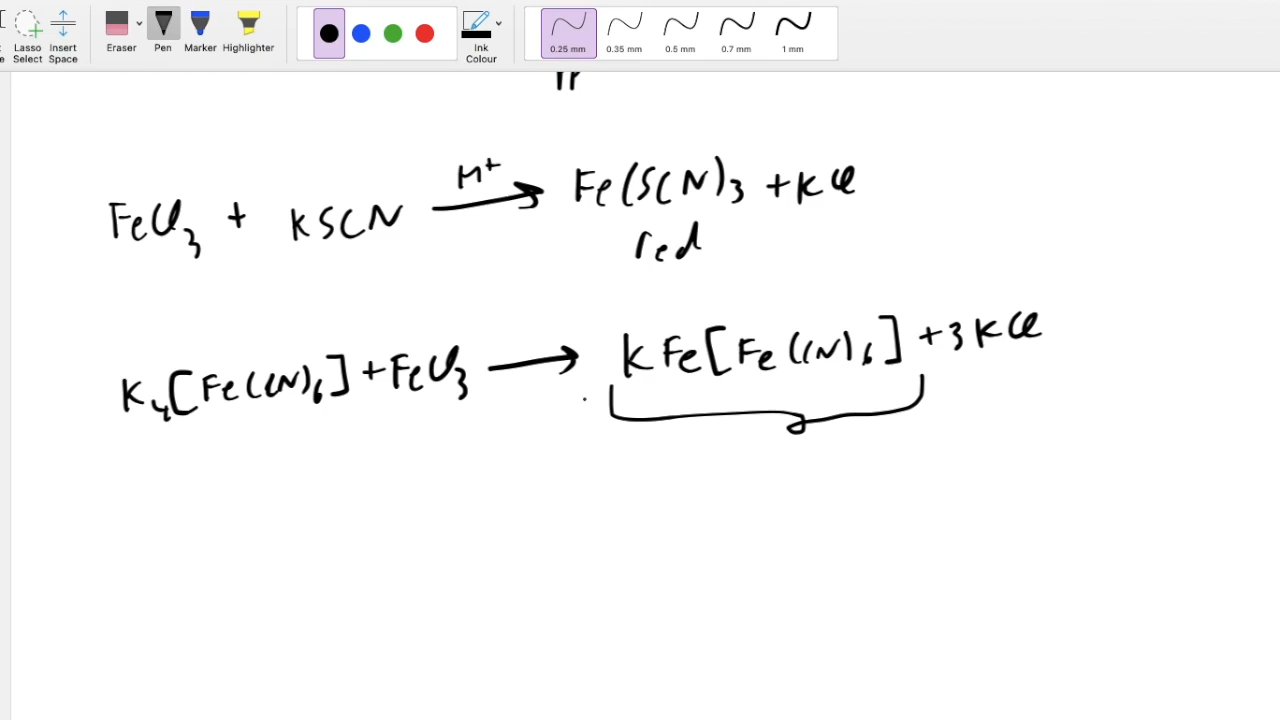 Lasso Select
Insert Space
Eraser
Pen
Marker
Highlighter
Ink Colour
0.25 mm
0.35 mm
0.5 mm
0.7 mm
1 mm
FeCl₃ + KSCN —H⁺→ Fe(SCN)₃ + KCl
red
K₄[Fe(CN)₆] + FeCl₃ → KFe[Fe(CN)₆] + 3KCl